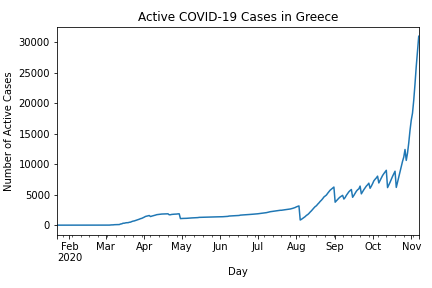 Active COVID-19 Cases in Greece
Number of Active Cases
30000
25000
20000
15000
10000
5000
0
Feb Mar Apr May Jun Jul Aug Sep Oct Nov
2020
Day